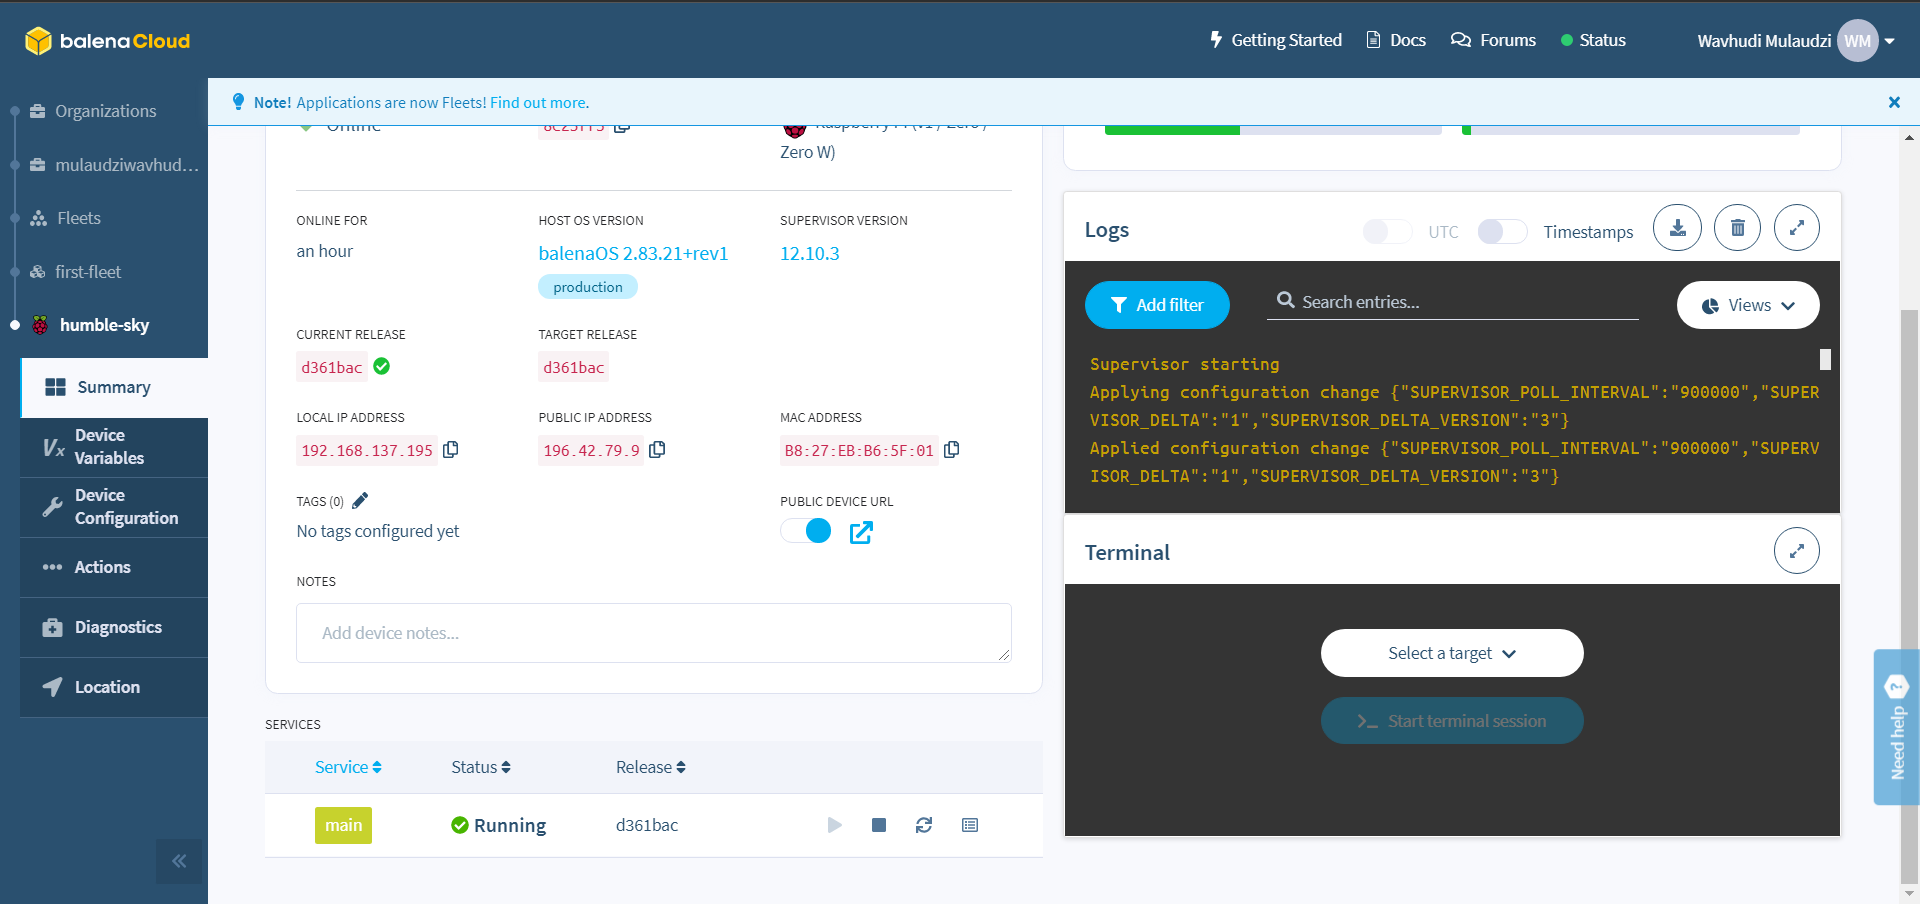 balenaCloud
Getting Started
Docs
Forums
Status
Wavhudi Mulaudzi
WM
Organizations
mulaudziwavhud...
Fleets
first-fleet
humble-sky
Summary
Vx
Device
Variables
Device
Configuration
Actions
Diagnostics
Location
Note! Applications are now Fleets! Find out more.
Online
Zero W)
ONLINE FOR
HOST OS VERSION
SUPERVISOR VERSION
an hour
balenaOS 2.83.21+rev1
12.10.3
production
CURRENT RELEASE
TARGET RELEASE
d361bac
d361bac
LOCAL IP ADDRESS
PUBLIC IP ADDRESS
MAC ADDRESS
192.168.137.195
196.42.79.9
B8:27:EB:B6:5F:01
TAGS (0)
PUBLIC DEVICE URL
No tags configured yet
NOTES
Add device notes...
SERVICES
Service
Status
Release
main
Running
d361bac
Logs
UTC
Timestamps
Add filter
Search entries...
Views
Supervisor starting
Applying configuration change {"SUPERVISOR_POLL_INTERVAL":"900000","SUPER
VISOR_DELTA":"1","SUPERVISOR_DELTA_VERSION":"3"}
Applied configuration change {"SUPERVISOR_POLL_INTERVAL":"900000","SUPERV
ISOR_DELTA":"1","SUPERVISOR_DELTA_VERSION":"3"}
Terminal
Select a target
Start terminal session
Need help